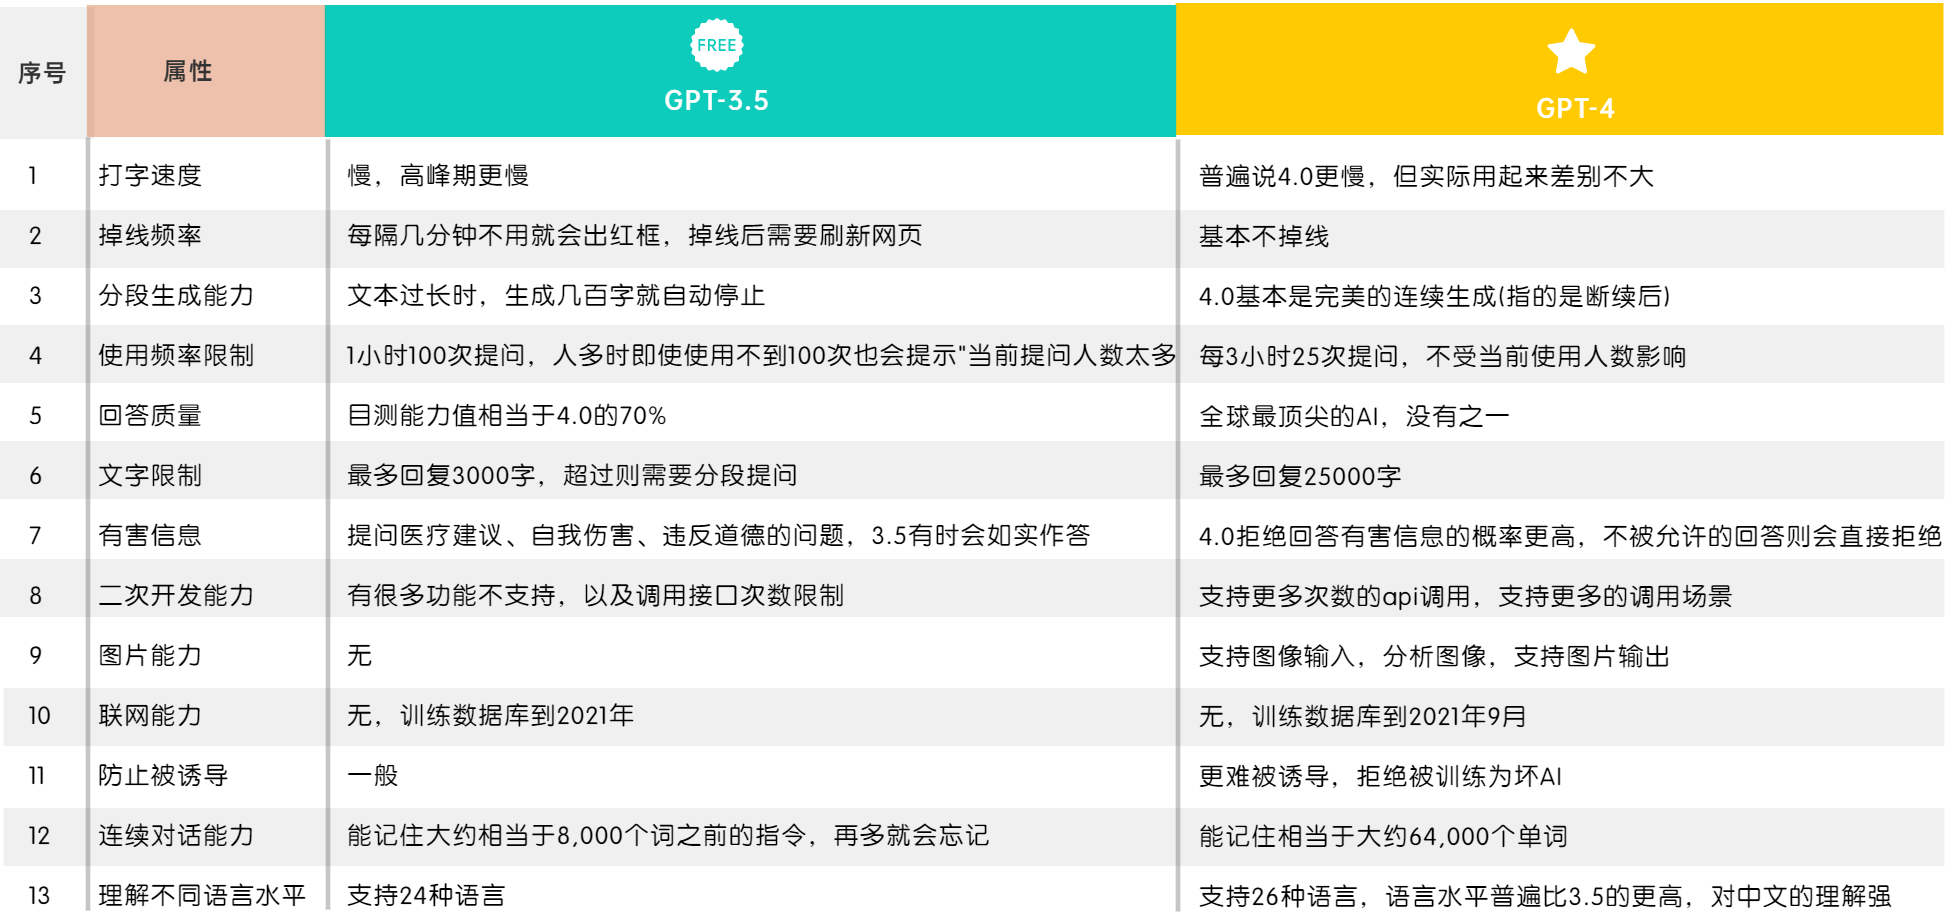 序号 属性 FREE GPT-3.5 GPT-4
1 打字速度 慢，高峰期更慢 普遍说4.0更慢，但实际用起来差别不大
2 掉线频率 每隔几分钟不用就会出红框，掉线后需要刷新网页 基本不掉线
3 分段生成能力 文本过长时，生成几百字就自动停止 4.0基本是完美的连续生成(指的是断续后)
4 使用频率限制 1小时100次提问，人多时即使使用不到100次也会提示"当前提问人数太多 每3小时25次提问，不受当前使用人数影响
5 回答质量 目测能力值相当于4.0的70% 全球最顶尖的AI，没有之一
6 文字限制 最多回复3000字，超过则需要分段提问 最多回复25000字
7 有害信息 提问医疗建议、自我伤害、违反道德的问题，3.5有时会如实作答 4.0拒绝回答有害信息的概率更高，不被允许的回答则会直接拒绝
8 二次开发能力 有很多功能不支持，以及调用接口次数限制 支持更多次数的api调用，支持更多的调用场景
9 图片能力 无 支持图像输入，分析图像，支持图片输出
10 联网能力 无，训练数据库到2021年 无，训练数据库到2021年9月
11 防止被诱导 一般 更难被诱导，拒绝被训练为坏AI
12 连续对话能力 能记住大约相当于8,000个词之前的指令，再多就会忘记 能记住相当于大约64,000个单词
13 理解不同语言水平 支持24种语言 支持26种语言，语言水平普遍比3.5的更高，对中文的理解强